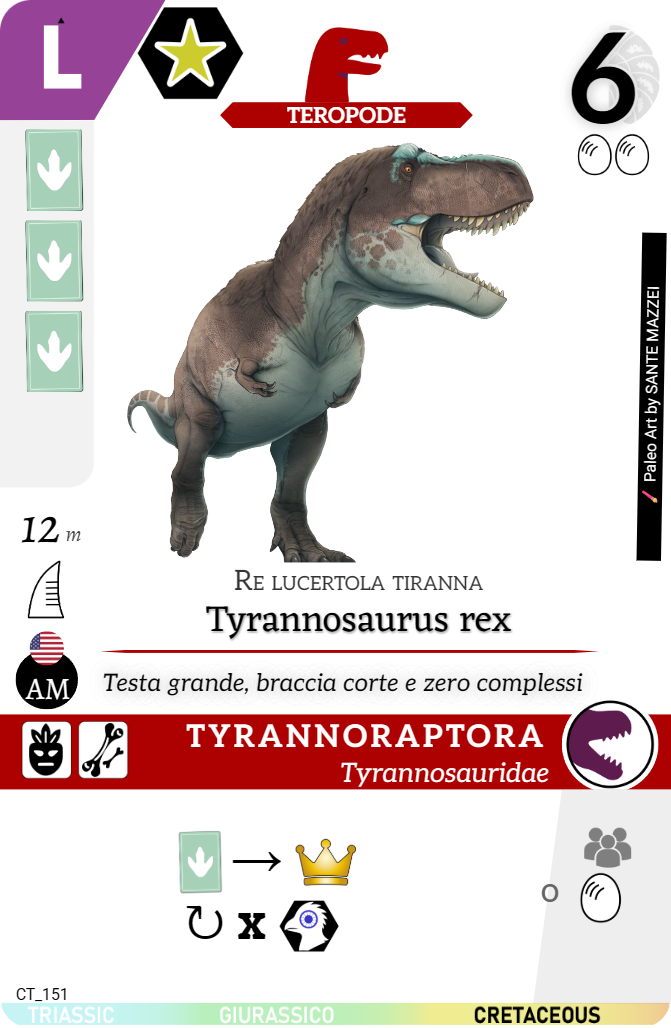 L
6
TEROPODE
Paleo Art by SANTE MAZZEI
12 m
RE LUCERTOLA TIRANNA
Tyrannosaurus rex
AM
Testa grande, braccia corte e zero complessi
TYRANNORAPTORA
Tyrannosauridae
x
O
CT_151
TRIASSIC GIURASSICO CRETACEOUS